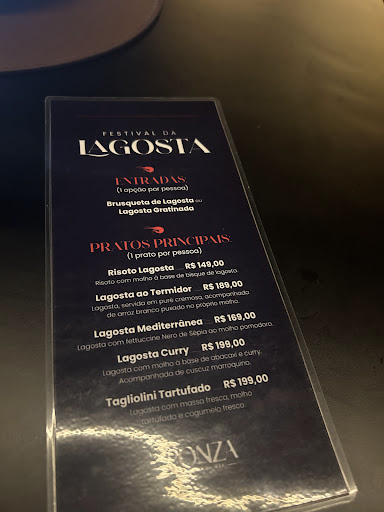 FESTIVAL DA
LAGOSTA
ENTRADAS:
(1 opção por pessoa)
Brusqueta de Lagosta ou
Lagosta Gratinada
PRATOS PRINCIPAIS:
(1 prato por pessoa)
Risoto Lagosta R$ 149,00
Risoto com molho à base de bisque de lagosta.
Lagosta ao Termidor R$ 189,00
Lagosta, servida em purê cremoso, acompanhado
de arroz branco puxado no próprio molho.
Lagosta Mediterrânea R$ 169,00
Lagosta com fettuccine Nero de Sépia ao molho pomodoro.
Lagosta Curry R$ 199,00
Lagosta com molho à base de abacaxi e curry.
Acompanhada de cuscuz marroquino.
Tagliolini Tartufado R$ 199,00
Lagosta com massa fresca, molho
tartufado e cogumelo fresco.